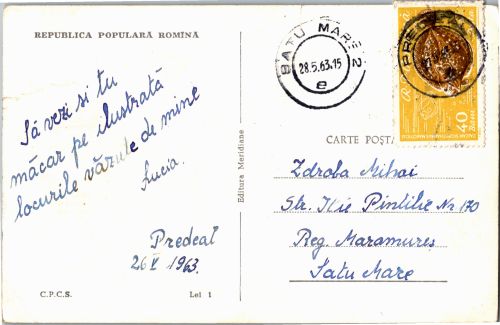 REPUBLICA POPULARĂ ROMÎNĂ
Să vezi și tu
măcar pe ilustrată
locurile văzute de mine
Lucia.
Predeal
26 V 1963.
C.P.C.S.
Lei 1
Editura Meridiane
SATU MARE 2
28.5.63.15
e
PREDEAL
40
CARTE POȘTA
Zdroba Mihai
Str. Ilie Pintilie Nr 170
Reg. Maramureș
Satu Mare